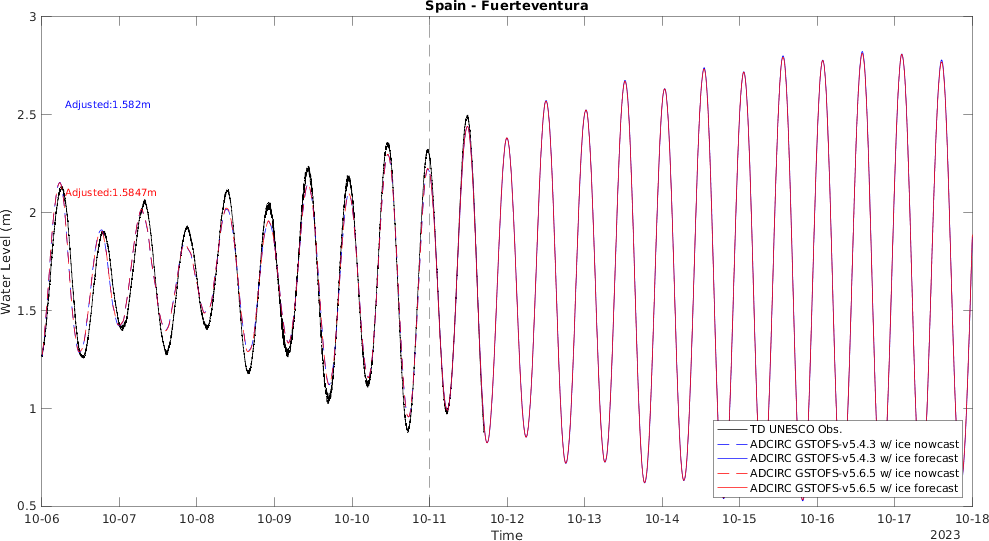 Spain - Fuerteventura
3
2.5
2
1.5
1
0.5
Water Level (m)
Adjusted:1.582m
Adjusted:1.5847m
TD UNESCO Obs.
ADCIRC GSTOFS-v5.4.3 w/ ice nowcast
ADCIRC GSTOFS-v5.4.3 w/ ice forecast
ADCIRC GSTOFS-v5.6.5 w/ ice nowcast
ADCIRC GSTOFS-v5.6.5 w/ ice forecast
10-06 10-07 10-08 10-09 10-10 10-11 10-12 10-13 10-14 10-15 10-16 10-17 10-18
Time
2023